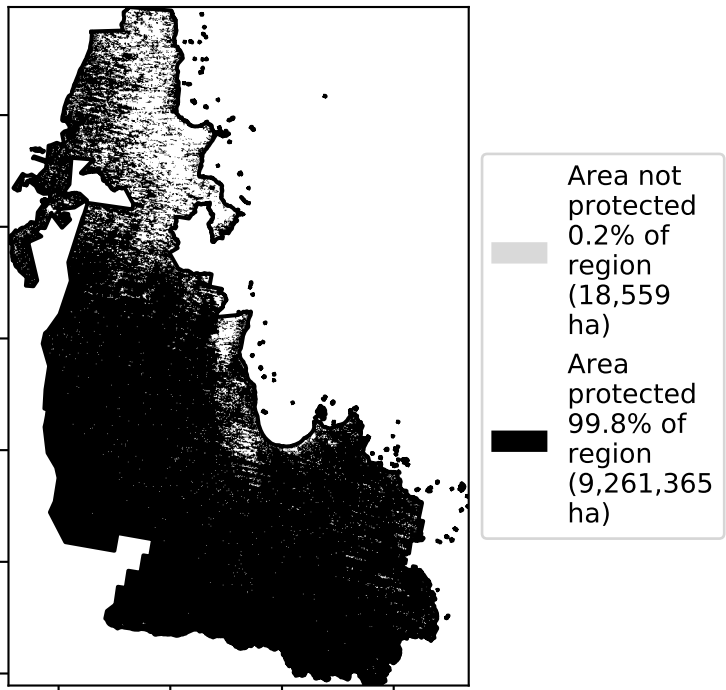 Area not
protected
0.2% of
region
(18,559
ha)
Area
protected
99.8% of
region
(9,261,365
ha)